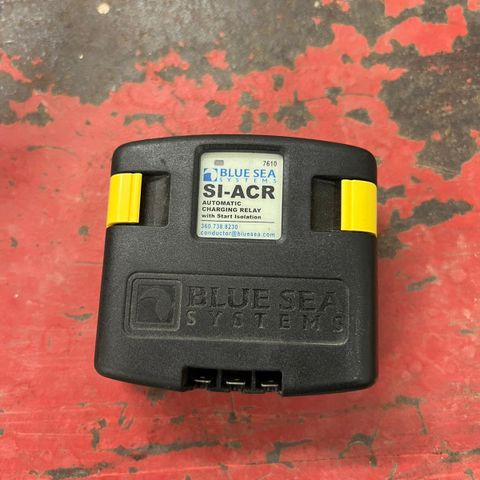 7610
BLUE SEA
SYSTEMS
SI-ACR
AUTOMATIC
CHARGING RELAY
with Start Isolation
360.738.8230
conductor@bluesea.com
BLUE SEA
SYSTEMS